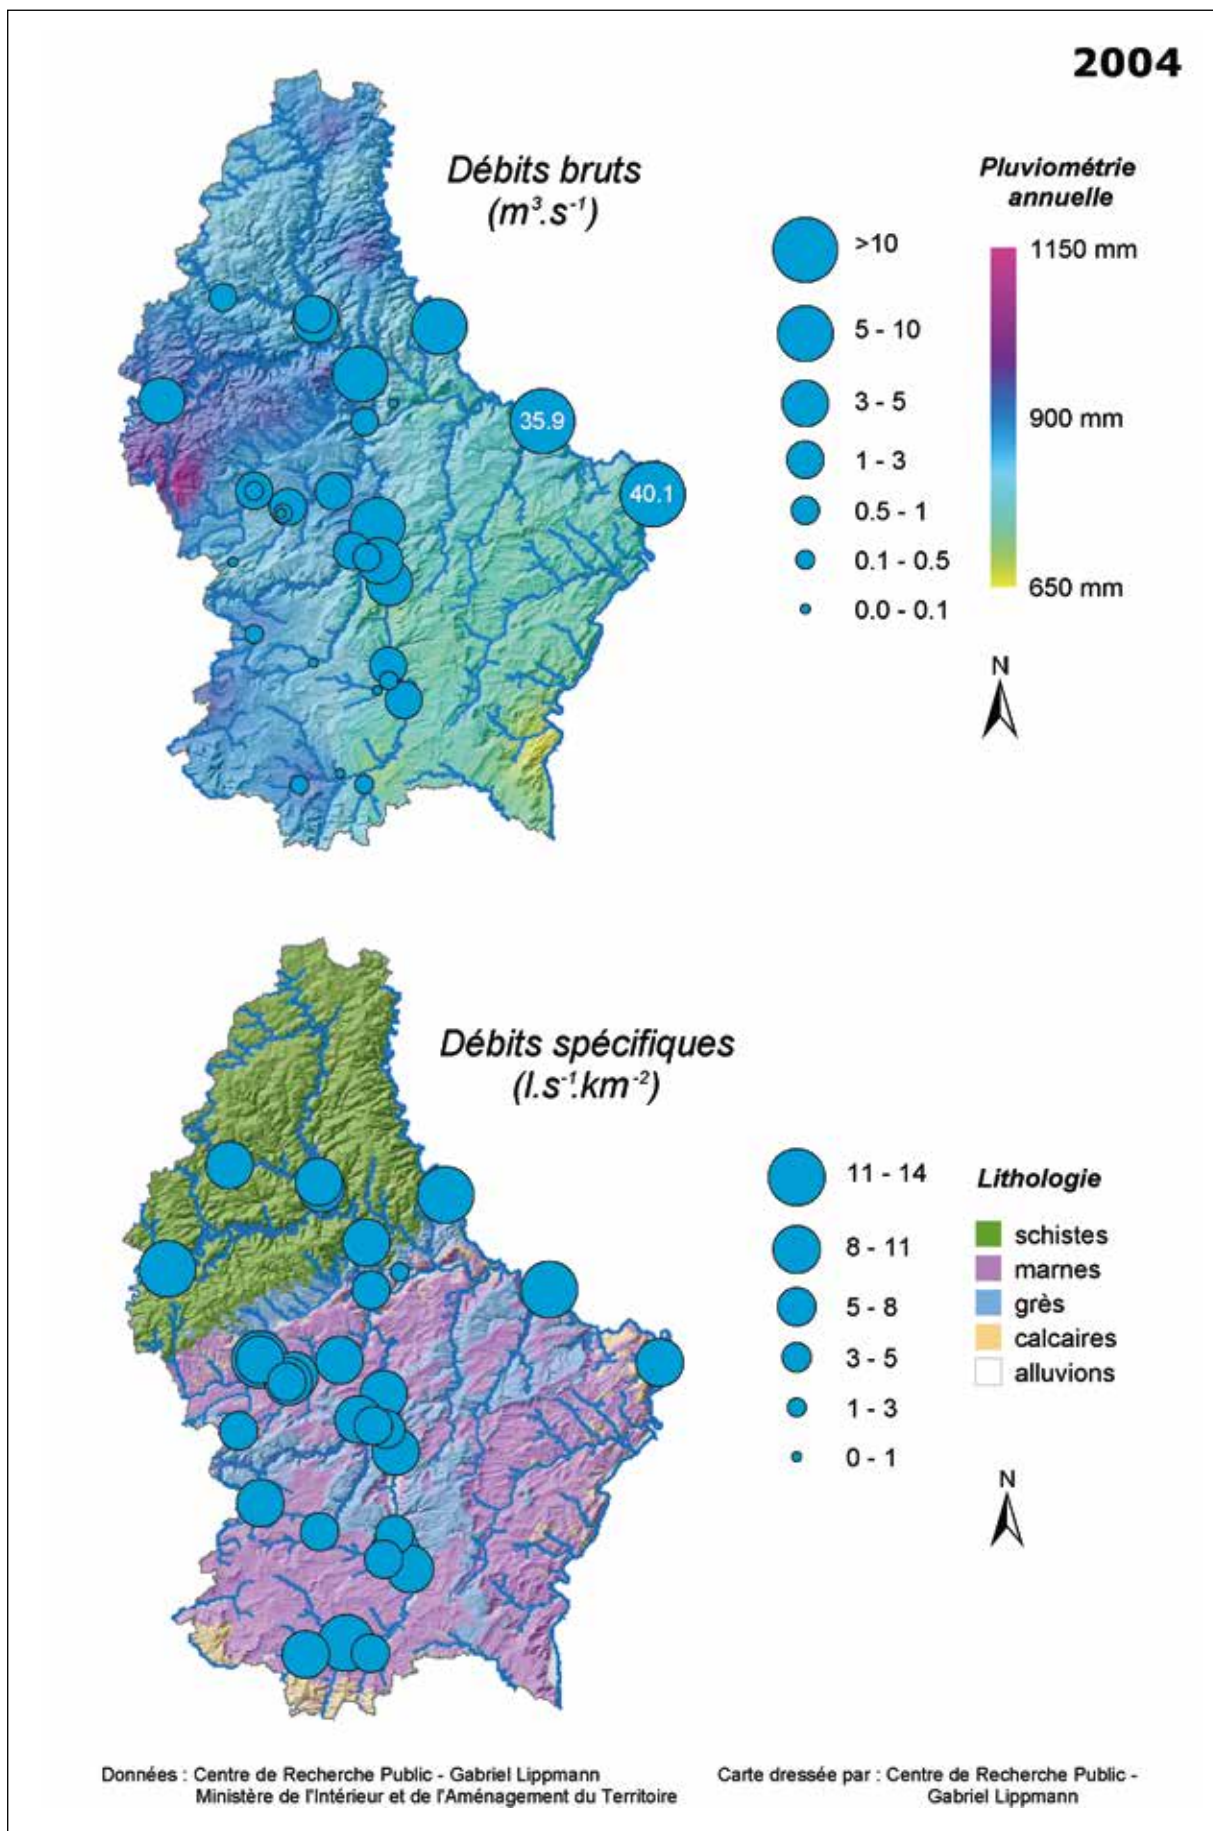 2004
Débits bruts
(m³.s⁻¹)
>10
5 - 10
3 - 5
1 - 3
0.5 - 1
0.1 - 0.5
0.0 - 0.1
Pluviométrie
annuelle
1150 mm
900 mm
650 mm
N
35.9
40.1
Débits spécifiques
(l.s⁻¹.km⁻²)
11 - 14
8 - 11
5 - 8
3 - 5
1 - 3
0 - 1
Lithologie
schistes
marnes
grès
calcaires
alluvions
N
Données : Centre de Recherche Public - Gabriel Lippmann
Ministère de l'Intérieur et de l'Aménagement du Territoire
Carte dressée par : Centre de Recherche Public -
Gabriel Lippmann